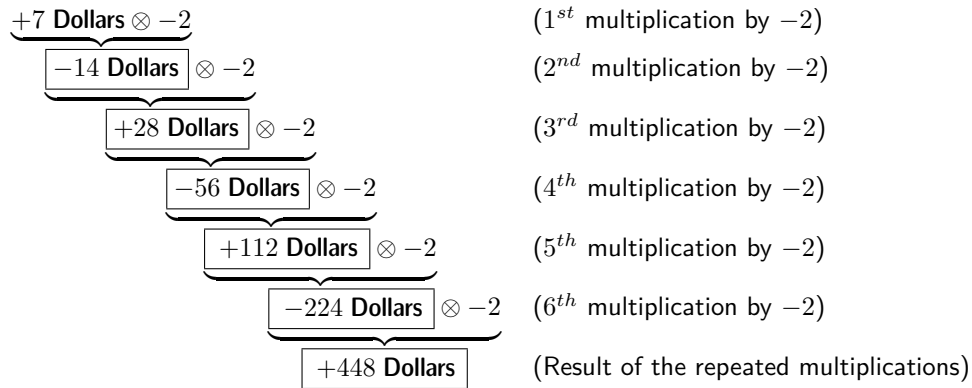 +7 Dollars ⊗ −2 (1st multiplication by −2)
−14 Dollars ⊗ −2 (2nd multiplication by −2)
+28 Dollars ⊗ −2 (3rd multiplication by −2)
−56 Dollars ⊗ −2 (4th multiplication by −2)
+112 Dollars ⊗ −2 (5th multiplication by −2)
−224 Dollars ⊗ −2 (6th multiplication by −2)
+448 Dollars (Result of the repeated multiplications)